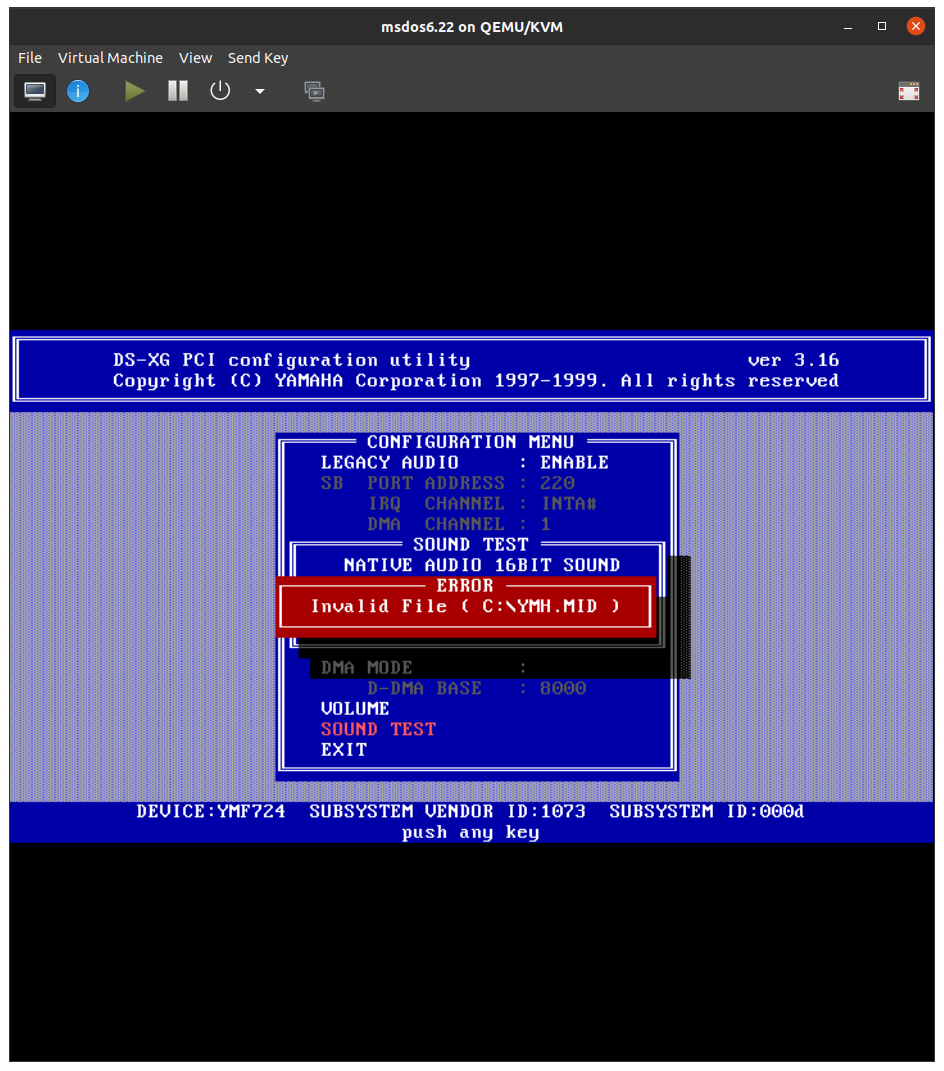 msdos6.22 on QEMU/KVM
File Virtual Machine View Send Key
DS-XG PCI configuration utility ver 3.16
Copyright (C) YAMAHA Corporation 1997-1999. All rights reserved
CONFIGURATION MENU
LEGACY AUDIO : ENABLE
SB PORT ADDRESS : 220
IRQ CHANNEL : INTA#
DMA CHANNEL : 1
SOUND TEST
NATIVE AUDIO 16BIT SOUND
ERROR
Invalid File ( C:\YMH.MID )
DMA MODE :
D-DMA BASE : 8000
VOLUME
SOUND TEST
EXIT
DEVICE:YMF724 SUBSYSTEM VENDOR ID:1073 SUBSYSTEM ID:000d
push any key